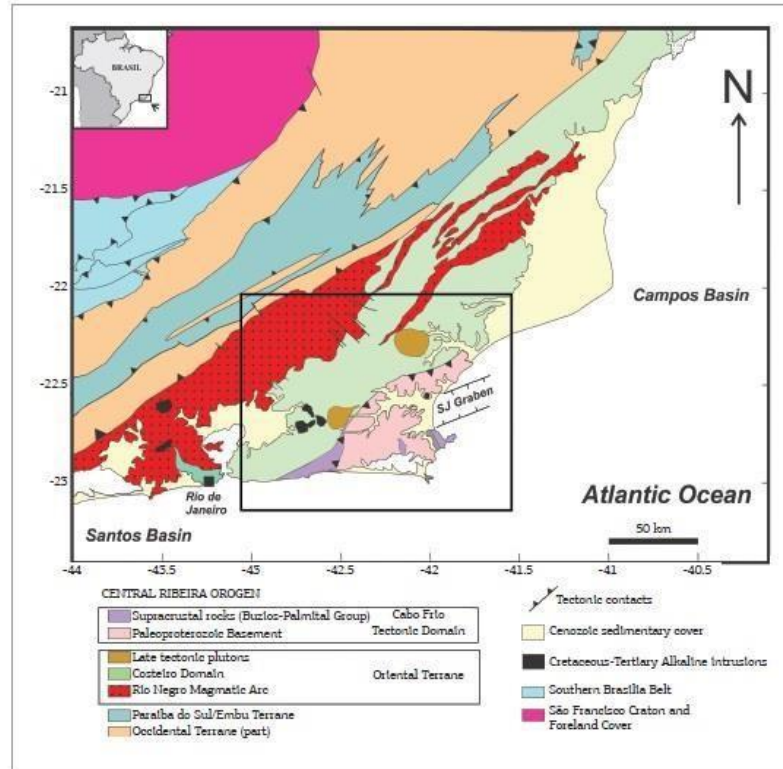 BRASIL
N
-21
-21.5
-22
-22.5
-23
Campos Basin
SJ Graben
Rio de
Janeiro
Atlantic Ocean
Santos Basin
50 km
-44 -43.5 -43 -42.5 -42 -41.5 -41 -40.5
CENTRAL RIBEIRA OROGEN
Supracrustal rocks (Buzios-Palmital Group) Cabo Frio
Paleoproterozoic Basement Tectonic Domain
Late tectonic plutons
Costeiro Domain Oriental Terrane
Rio Negro Magmatic Arc
Paraiba do Sul/Embu Terrane
Occidental Terrane (part)
Tectonic contacts
Cenozoic sedimentary cover
Cretaceous-Tertiary Alkaline intrusions
Southern Brasilia Belt
São Francisco Craton and
Foreland Cover